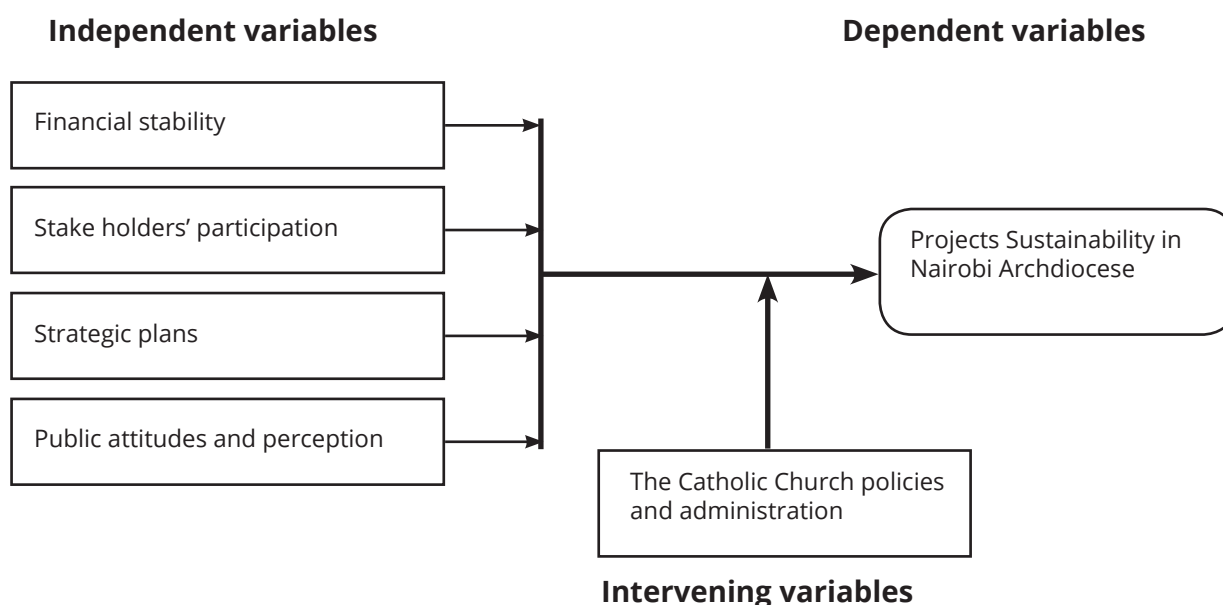 Independent variables
Dependent variables
Financial stability
Stake holders’ participation
Strategic plans
Public attitudes and perception
Projects Sustainability in
Nairobi Archdiocese
The Catholic Church policies
and administration
Intervening variables